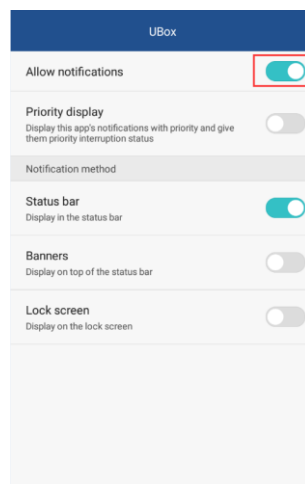 UBox
Allow notifications
Priority display
Display this app's notifications with priority and give
them priority interruption status
Notification method
Status bar
Display in the status bar
Banners
Display on top of the status bar
Lock screen
Display on the lock screen